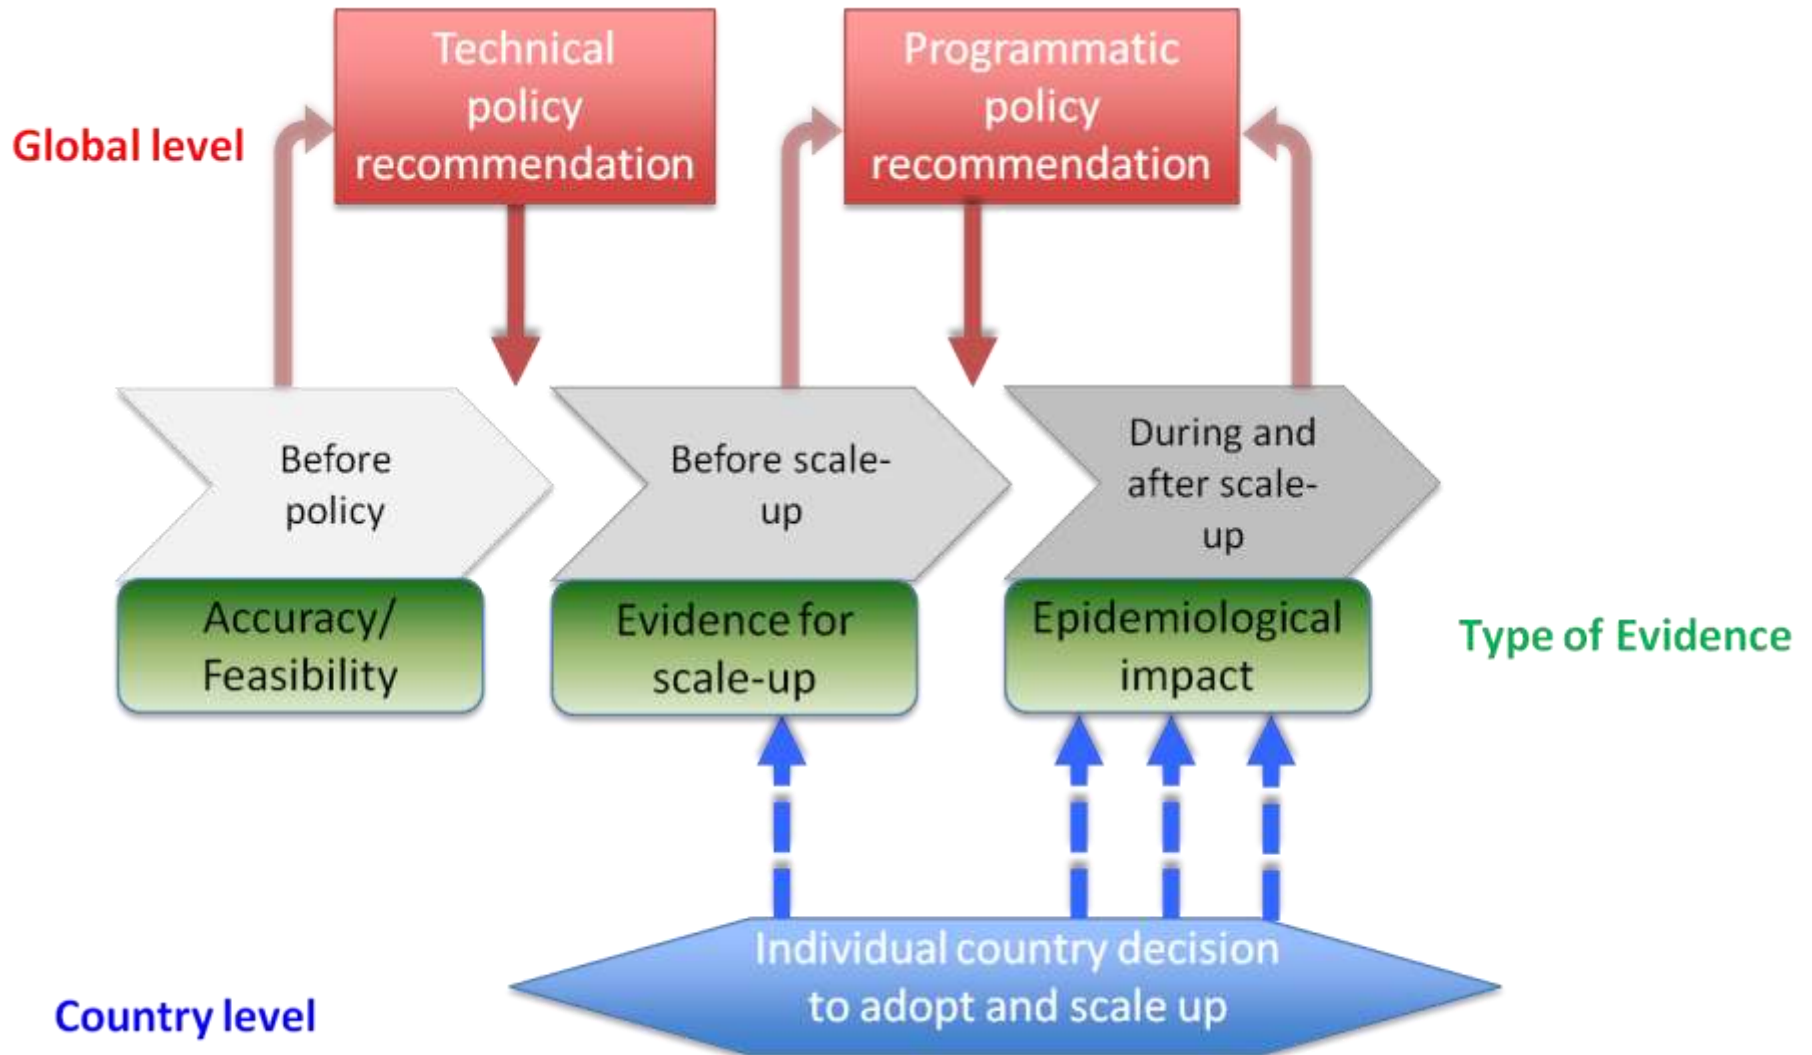 Technical
policy
recommendation
Programmatic
policy
recommendation
Global level
Before
policy
Before scale-
up
During and
after scale-
up
Accuracy/
Feasibility
Evidence for
scale-up
Epidemiological
impact
Type of Evidence
Individual country decision
to adopt and scale up
Country level